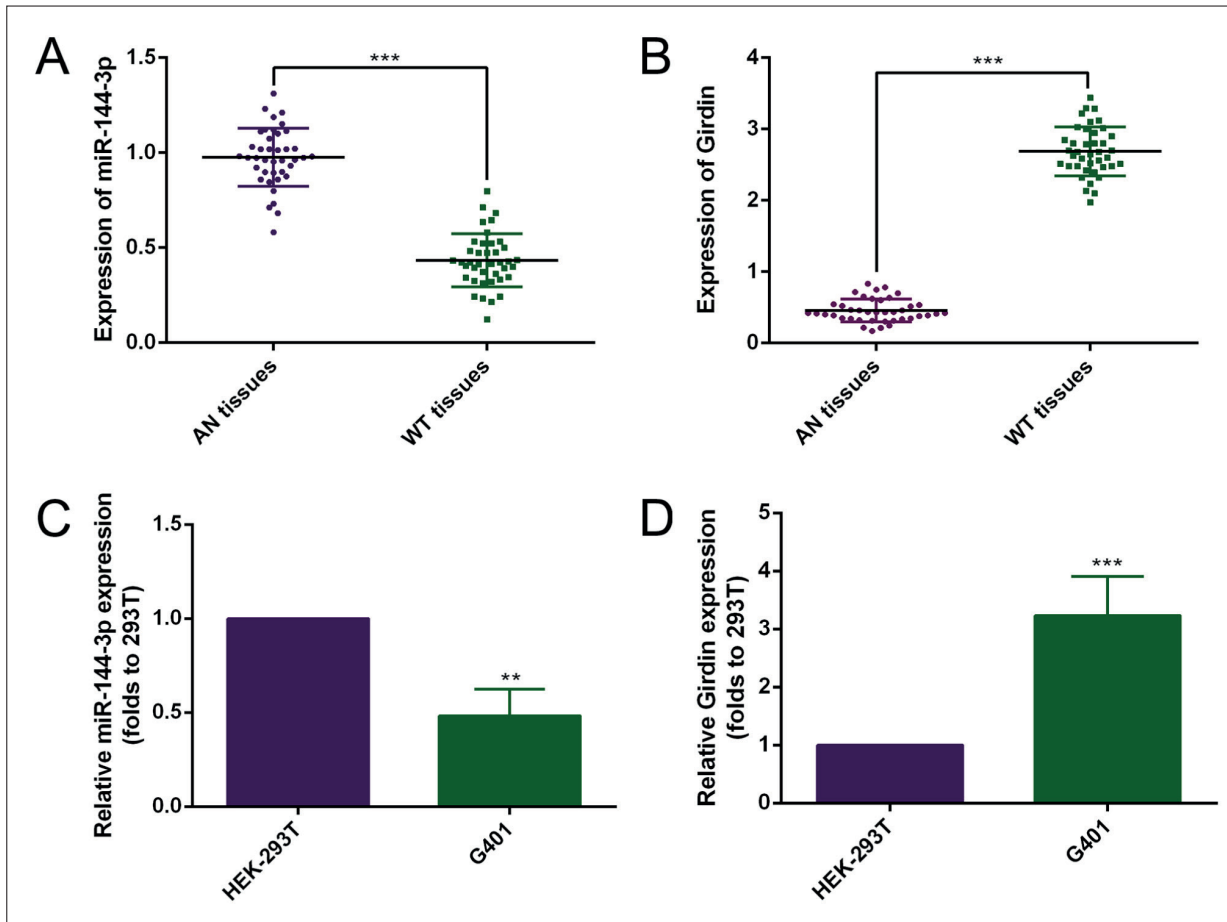 A
Expression of miR-144-3p
1.5
1.0
0.5
0.0
***
AN tissues
WT tissues
B
Expression of Girdin
4
3
2
1
0
***
AN tissues
WT tissues
C
Relative miR-144-3p expression
(folds to 293T)
1.5
1.0
0.5
0.0
**
HEK-293T
G401
D
Relative Girdin expression
(folds to 293T)
5
4
3
2
1
0
***
HEK-293T
G401